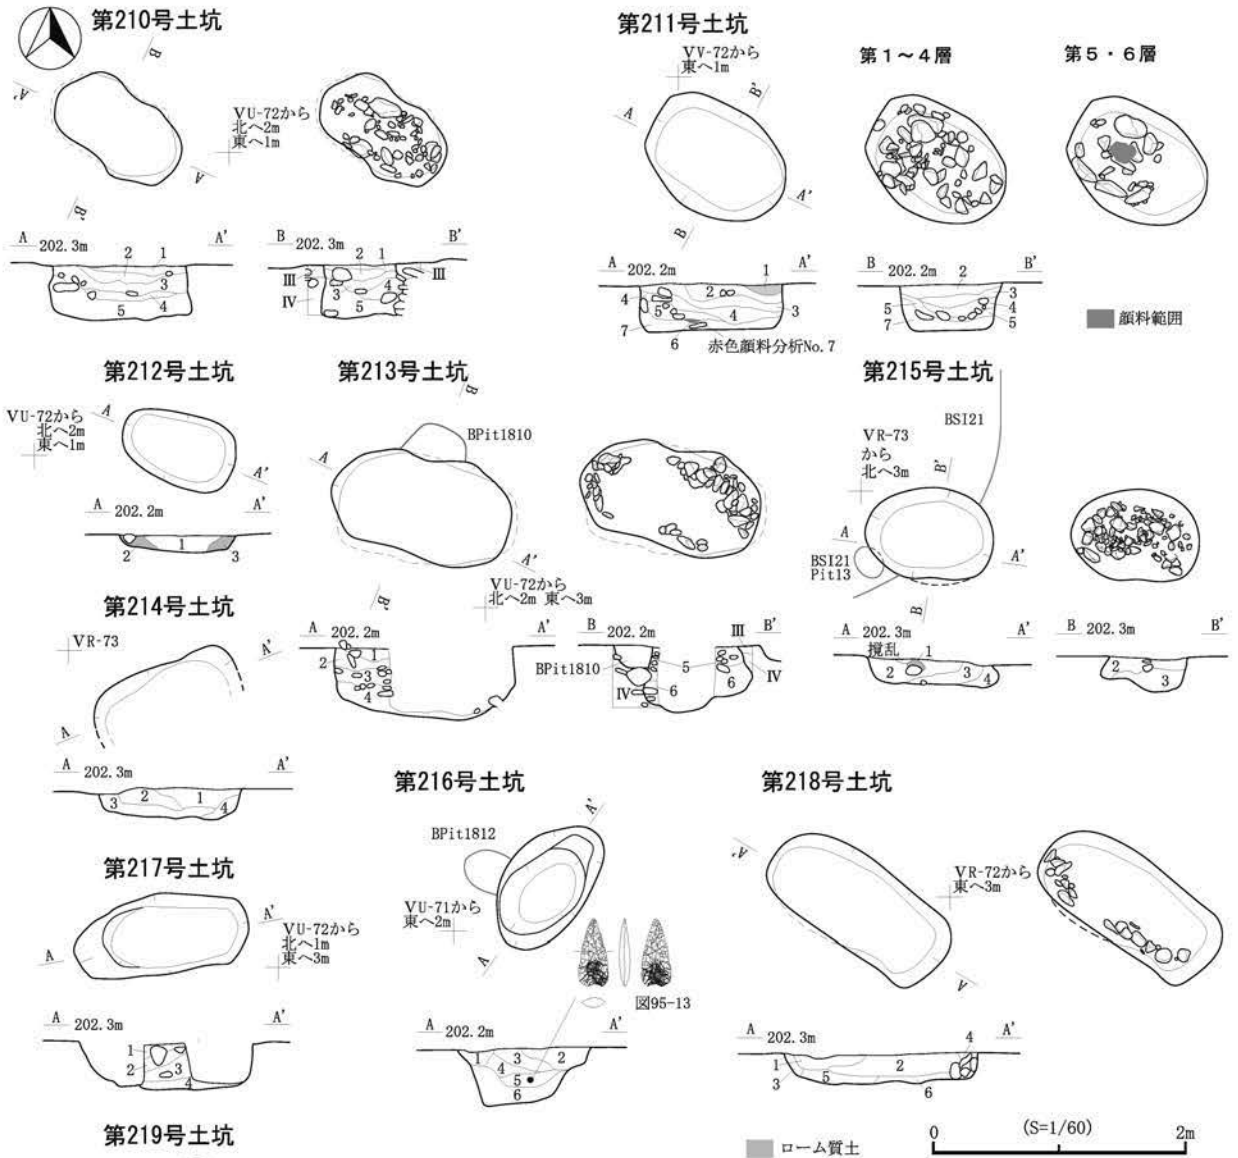 第210号土坑
B
A'
A
B'
VU-72から
北へ2m
東へ1m
A 202.3m A'
2 1
3
5 4
B 202.3m B'
2 1
Ⅲ Ⅲ
3 4
Ⅳ
5
第211号土坑
VV-72から
東へ1m
B'
A
A'
B
第1～4層
第5・6層
A 202.2m A'
1
4 2
5 4 3
7
6 赤色顔料分析No.7
B 202.2m B'
2
3
5 4
7 5
顔料範囲
第212号土坑
VU-72から
北へ2m
東へ1m
A
A'
A 202.2m A'
1
2 3
第213号土坑
B
BPit1810
A
A'
B'
VU-72から
北へ2m 東へ3m
A 202.2m A'
2 1
3
4
B 202.2m B'
Ⅲ
BPit1810 5
Ⅳ 6 6 Ⅳ
第215号土坑
BSI21
VR-73
から
北へ3m
B'
A
A'
BSI21
Pit13
B
A 202.3m A'
撹乱 1
2 3 4
B 202.3m B'
2 3
第214号土坑
VR-73
A'
A
A 202.3m A'
2 1
3 4
第216号土坑
BPit1812
A'
VU-71から
東へ2m
A
図95-13
A 202.2m A'
1 3 2
4
5
6
第218号土坑
A'
VR-72から
東へ3m
A
A 202.3m A'
4
1 2
3 5 6
第217号土坑
A'
A
VU-72から
北へ1m
東へ3m
A 202.3m A'
1
2 3
4
第219号土坑
ローム質土
0 (S=1/60) 2m